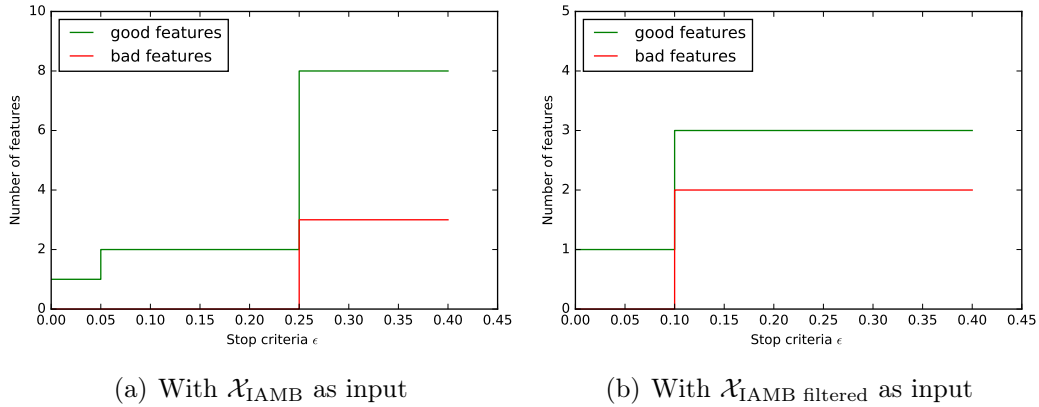 10
8
6
4
2
0
Number of features
good features
bad features
0.00 0.05 0.10 0.15 0.20 0.25 0.30 0.35 0.40 0.45
Stop criteria ϵ
(a) With 𝒳IAMB as input
5
4
3
2
1
0
Number of features
good features
bad features
0.00 0.05 0.10 0.15 0.20 0.25 0.30 0.35 0.40 0.45
Stop criteria ϵ
(b) With 𝒳IAMB filtered as input